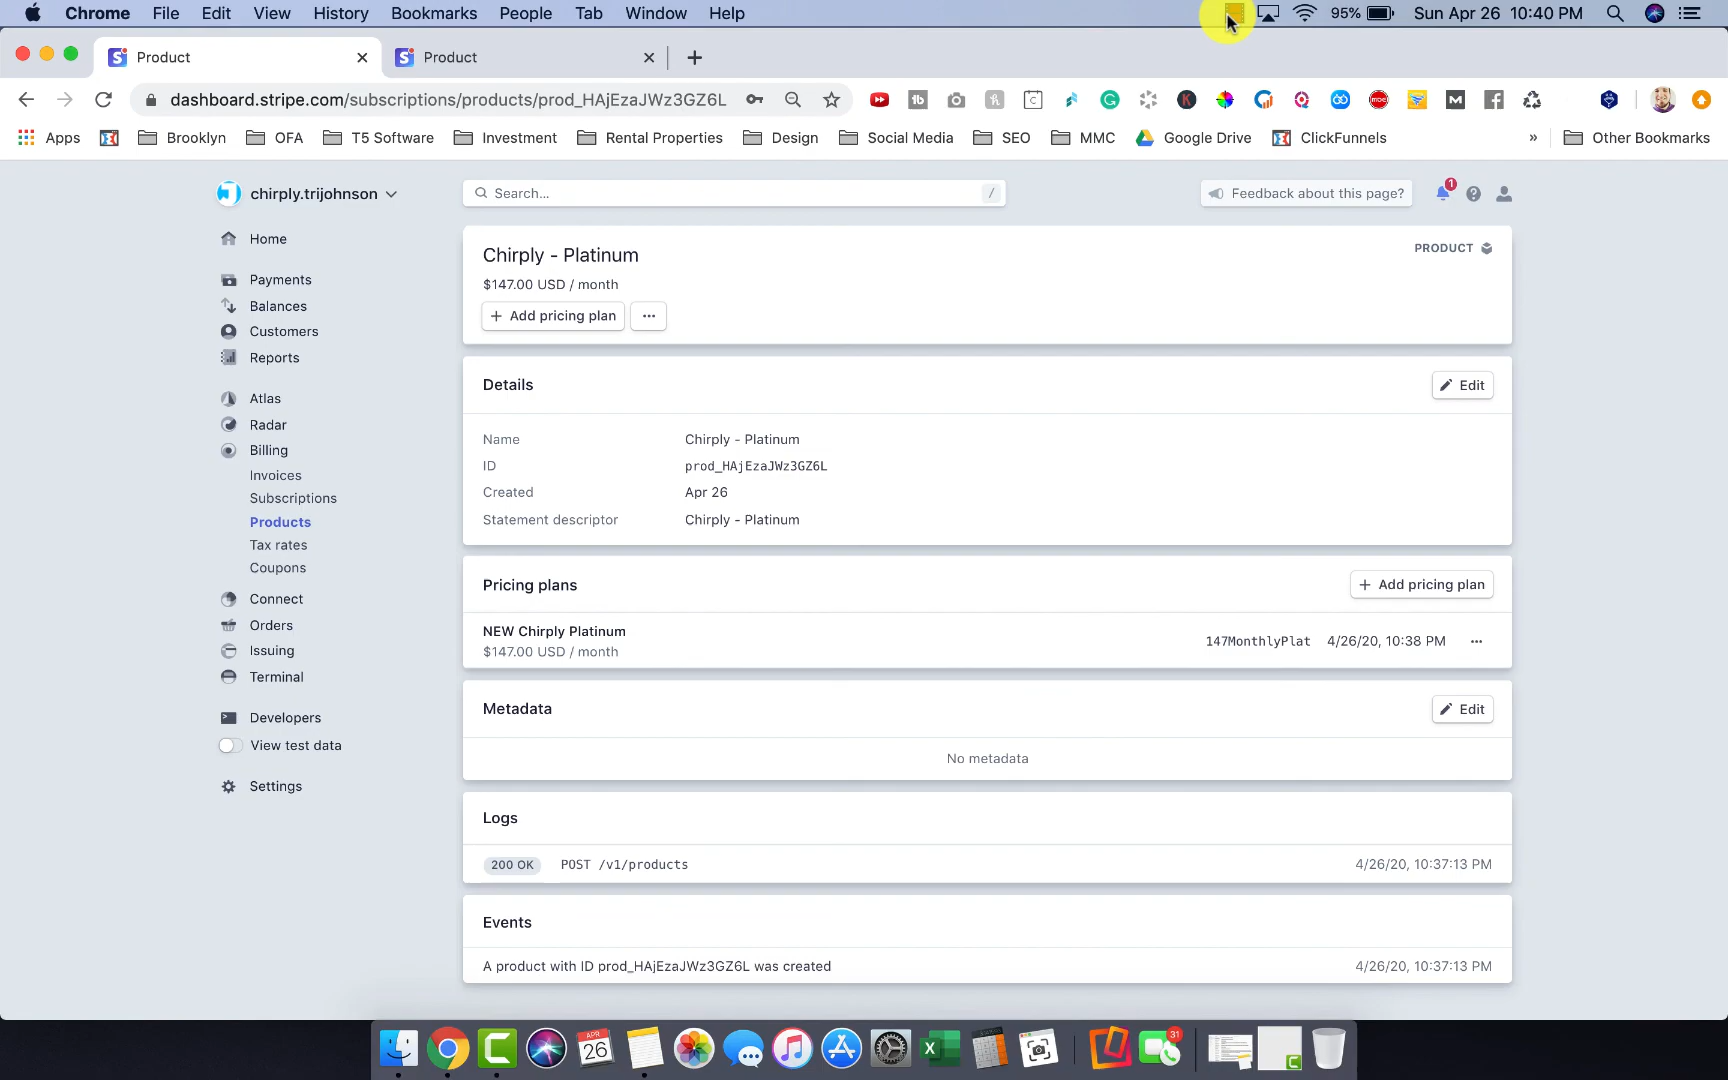 Chrome File Edit View History Bookmarks People Tab Window Help 95% Sun Apr 26 10:40 PM
Product Product
dashboard.stripe.com/subscriptions/products/prod_HAjEzaJWz3GZ6L
Apps Brooklyn OFA T5 Software Investment Rental Properties Design Social Media SEO MMC Google Drive ClickFunnels » Other Bookmarks
chirply.trijohnson Search... / Feedback about this page? 1
Home
Payments
Balances
Customers
Reports
Atlas
Radar
Billing
Invoices
Subscriptions
Products
Tax rates
Coupons
Connect
Orders
Issuing
Terminal
Developers
View test data
Settings
Chirply - Platinum PRODUCT
$147.00 USD / month
+ Add pricing plan ...
Details Edit
Name Chirply - Platinum
ID prod_HAjEzaJWz3GZ6L
Created Apr 26
Statement descriptor Chirply - Platinum
Pricing plans + Add pricing plan
NEW Chirply Platinum
$147.00 USD / month
147MonthlyPlat 4/26/20, 10:38 PM ...
Metadata Edit
No metadata
Logs
200 OK POST /v1/products 4/26/20, 10:37:13 PM
Events
A product with ID prod_HAjEzaJWz3GZ6L was created 4/26/20, 10:37:13 PM
APR
26
31